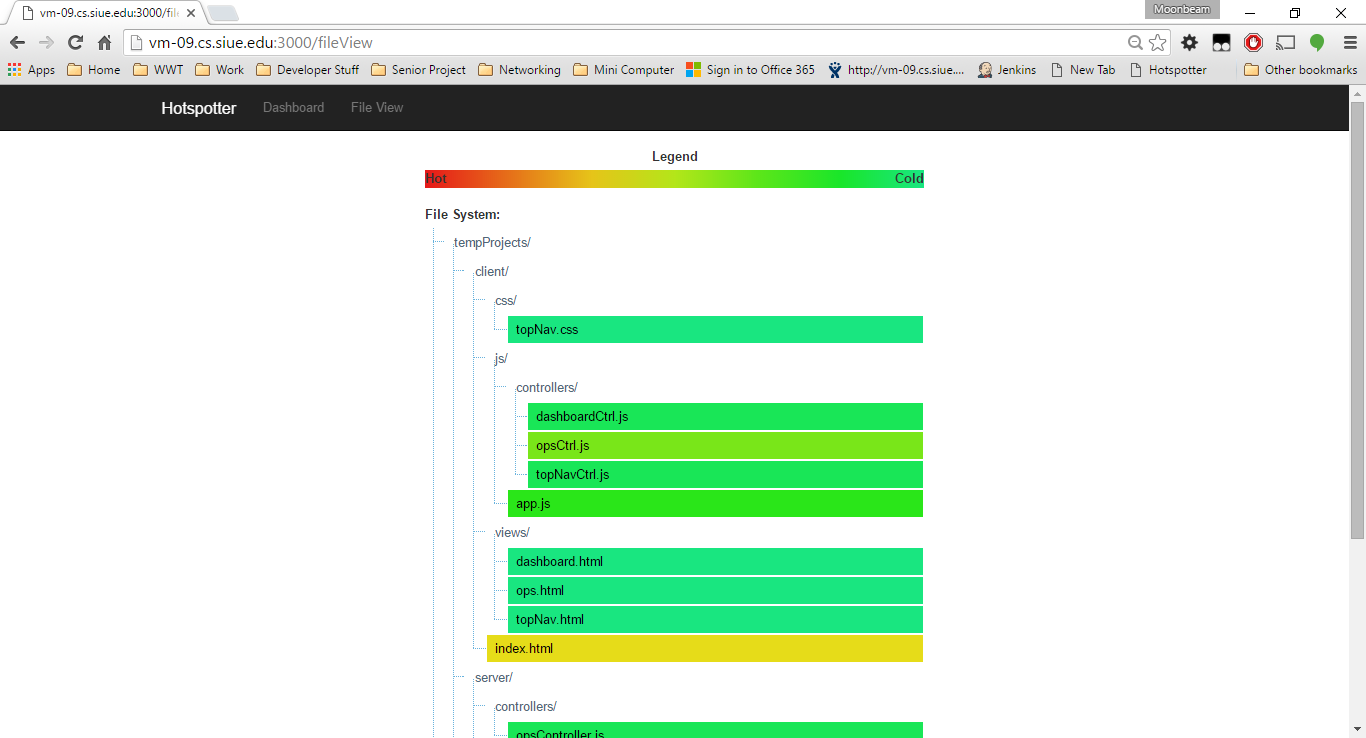 vm-09.cs.siue.edu:3000/file
Moonbeam
vm-09.cs.siue.edu:3000/fileView
Apps Home WWT Work Developer Stuff Senior Project Networking Mini Computer Sign in to Office 365 http://vm-09.cs.siue.... Jenkins New Tab Hotspotter Other bookmarks
Hotspotter Dashboard File View
Legend
Hot Cold
File System:
tempProjects/
client/
css/
topNav.css
js/
controllers/
dashboardCtrl.js
opsCtrl.js
topNavCtrl.js
app.js
views/
dashboard.html
ops.html
topNav.html
index.html
server/
controllers/
opsController.js